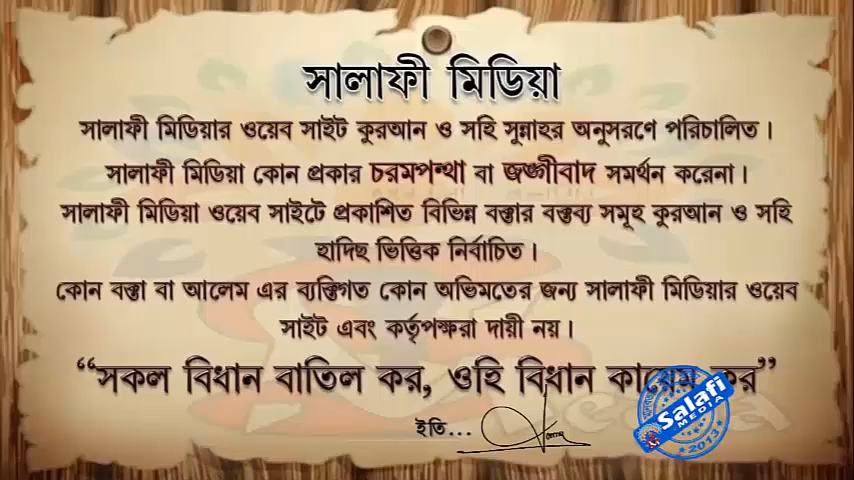 সালাফী মিডিয়া
সালাফী মিডিয়ার ওয়েব সাইট কুরআন ও সহি সুন্নাহর অনুসরণে পরিচালিত।
সালাফী মিডিয়া কোন প্রকার চরমপন্থা বা জঙ্গীবাদ সমর্থন করেনা।
সালাফী মিডিয়া ওয়েব সাইটে প্রকাশিত বিভিন্ন বক্তার বক্তব্য সমূহ কুরআন ও সহি
হাদিছ ভিত্তিক নির্বাচিত।
কোন বক্তা বা আলেম এর ব্যক্তিগত কোন অভিমতের জন্য সালাফী মিডিয়ার ওয়েব
সাইট এবং কর্তৃপক্ষরা দায়ী নয়।
“সকল বিধান বাতিল কর, ওহি বিধান কায়েম কর”
ইতি...
Salafi
MEDIA
2013